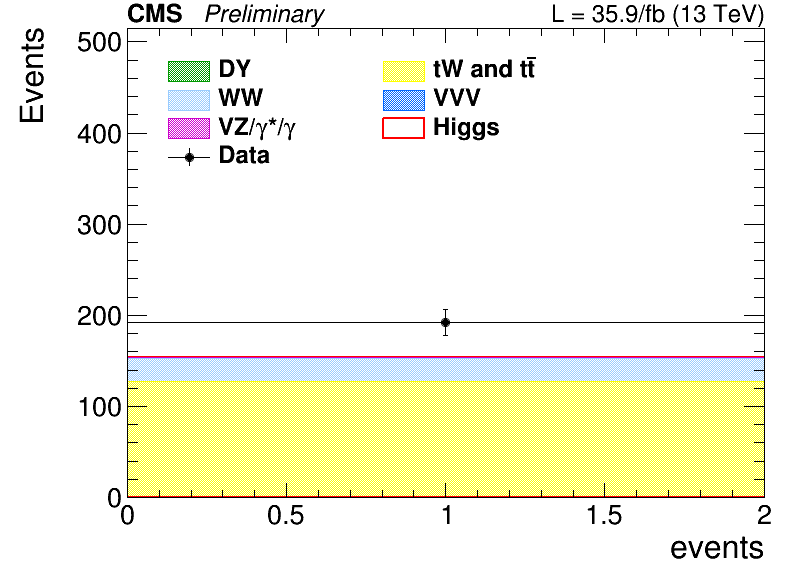 CMS Preliminary L = 35.9/fb (13 TeV)
Events
500
400
300
200
100
0
DY
tW and tt̄
WW
VVV
VZ/γ*/γ
Higgs
Data
0 0.5 1 1.5 2
events